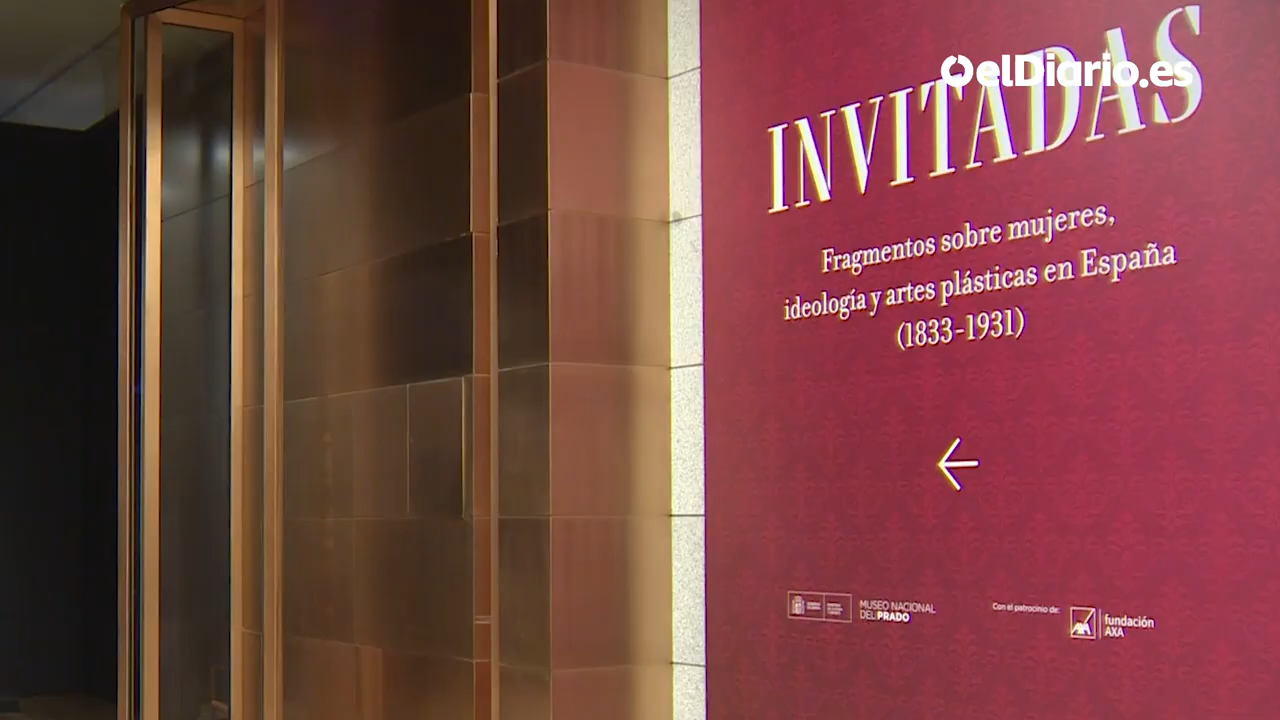 elDiario.es
INVITADAS
Fragmentos sobre mujeres,
ideología y artes plásticas en España
(1833-1931)
MUSEO NACIONAL
DEL PRADO
Con el patrocinio de:
AXA
fundación
AXA